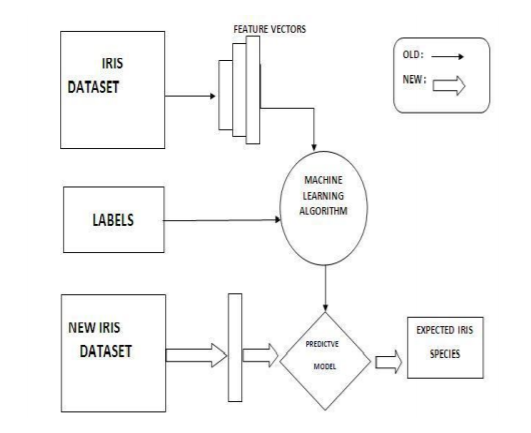 FEATURE VECTORS
IRIS
DATASET
OLD:
NEW:
MACHINE
LEARNING
ALGORITHM
LABELS
NEW IRIS
DATASET
PREDICTVE
MODEL
EXPECTED IRIS
SPECIES